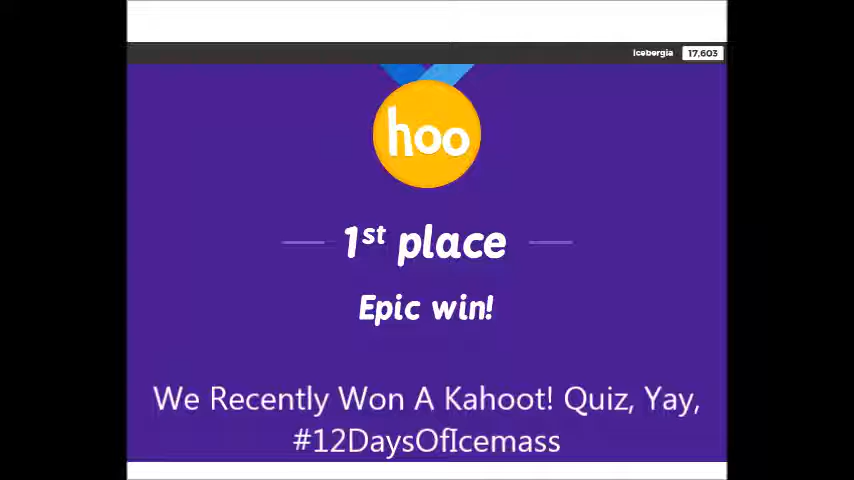 Icebergia 17,603
hoo
1st place
Epic win!
We Recently Won A Kahoot! Quiz, Yay,
#12DaysOfIcemass